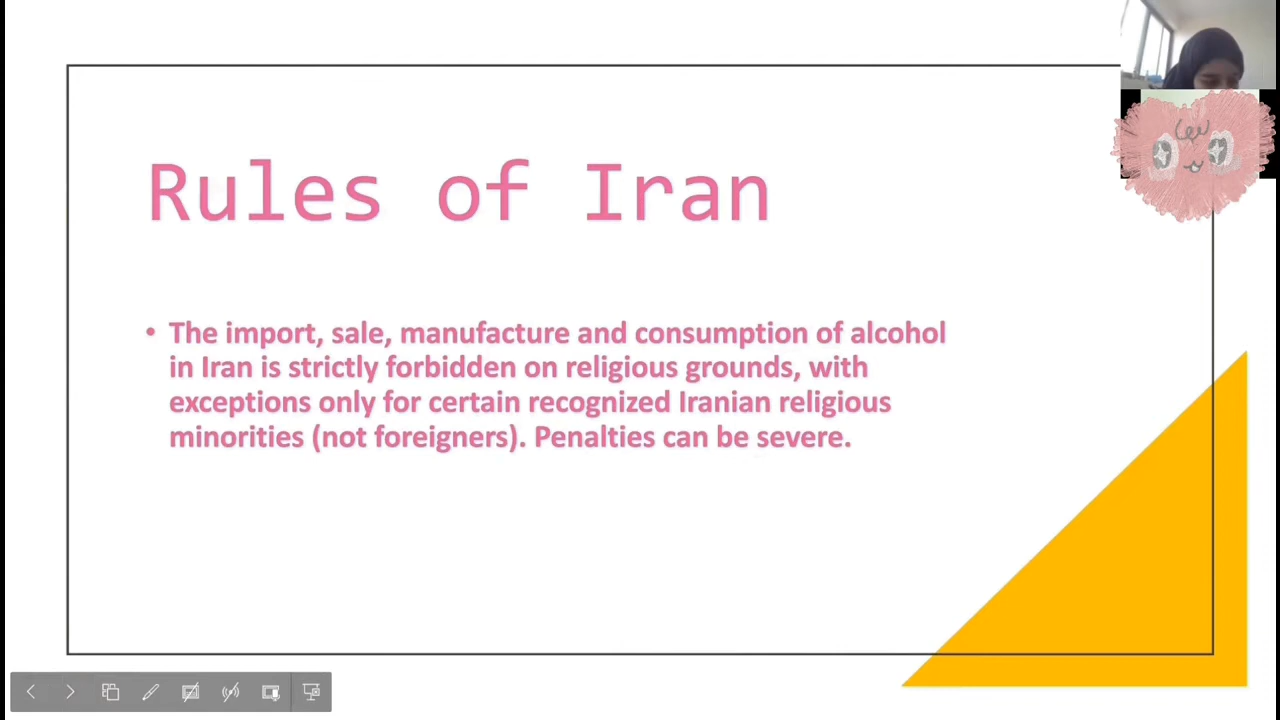 Rules of Iran
• The import, sale, manufacture and consumption of alcohol
in Iran is strictly forbidden on religious grounds, with
exceptions only for certain recognized Iranian religious
minorities (not foreigners). Penalties can be severe.